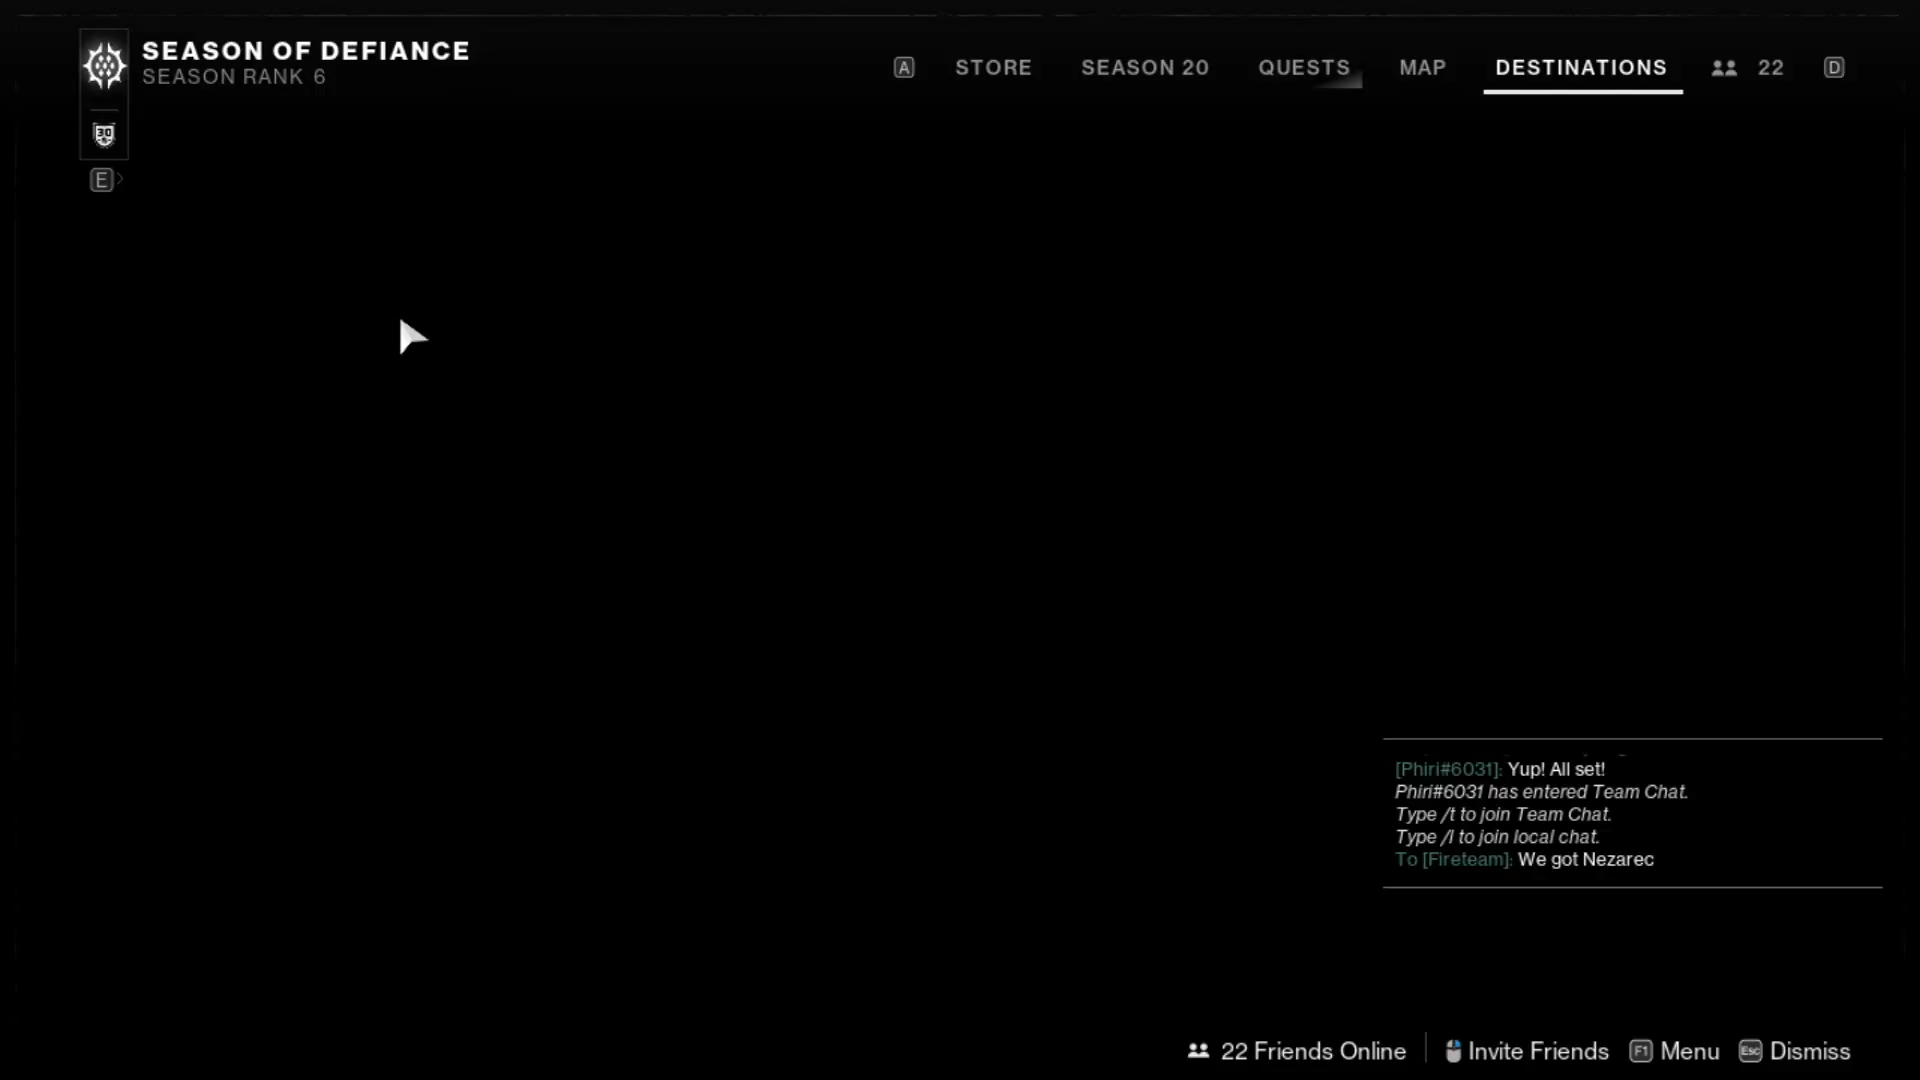 SEASON OF DEFIANCE
SEASON RANK 6
A STORE SEASON 20 QUESTS MAP DESTINATIONS 22 D
30
E
[Phiri#6031]: Yup! All set!
Phiri#6031 has entered Team Chat.
Type /t to join Team Chat.
Type /l to join local chat.
To [Fireteam]: We got Nezarec
22 Friends Online Invite Friends F1 Menu Esc Dismiss